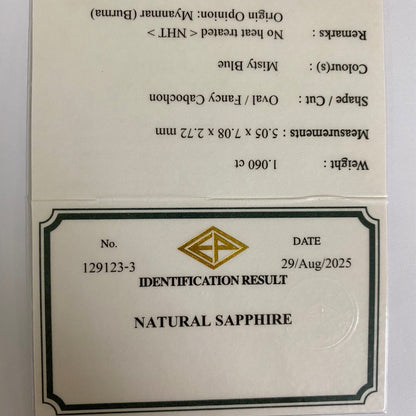 Weight : 1.060 ct
Measurements : 5.05 x 7.08 x 2.72 mm
Shape / Cut : Oval / Fancy Cabochon
Colour(s) : Misty Blue
Remarks : No heat treated < NHT >
Origin Opinion: Myanmar (Burma)
No. EP DATE
129123-3 29/Aug/2025
IDENTIFICATION RESULT
NATURAL SAPPHIRE